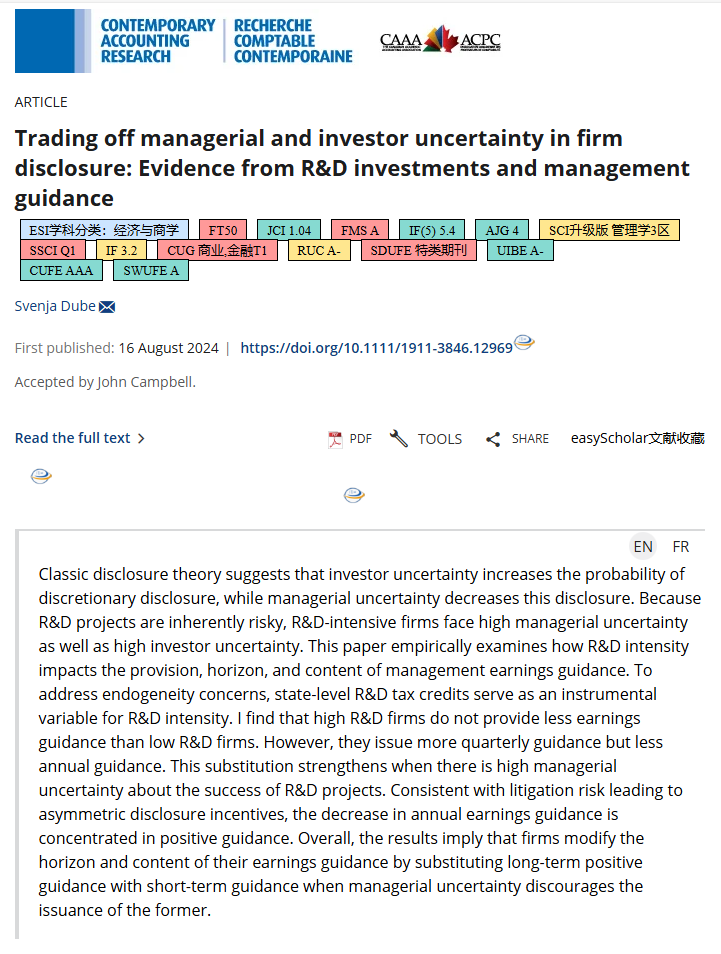 CONTEMPORARY
ACCOUNTING
RESEARCH
RECHERCHE
COMPTABLE
CONTEMPORAINE
CAAA ACPC
ARTICLE
Trading off managerial and investor uncertainty in firm
disclosure: Evidence from R&D investments and management
guidance
ESI学科分类：经济与商学 FT50 JCI 1.04 FMS A IF(5) 5.4 AJG 4 SCI升级版 管理学3区
SSCI Q1 IF 3.2 CUG 商业,金融T1 RUC A- SDUFE 特类期刊 UIBE A-
CUFE AAA SWUFE A
Svenja Dube
First published: 16 August 2024 | https://doi.org/10.1111/1911-3846.12969
Accepted by John Campbell.
Read the full text PDF TOOLS SHARE easyScholar文献收藏
EN FR
Classic disclosure theory suggests that investor uncertainty increases the probability of
discretionary disclosure, while managerial uncertainty decreases this disclosure. Because
R&D projects are inherently risky, R&D-intensive firms face high managerial uncertainty
as well as high investor uncertainty. This paper empirically examines how R&D intensity
impacts the provision, horizon, and content of management earnings guidance. To
address endogeneity concerns, state-level R&D tax credits serve as an instrumental
variable for R&D intensity. I find that high R&D firms do not provide less earnings
guidance than low R&D firms. However, they issue more quarterly guidance but less
annual guidance. This substitution strengthens when there is high managerial
uncertainty about the success of R&D projects. Consistent with litigation risk leading to
asymmetric disclosure incentives, the decrease in annual earnings guidance is
concentrated in positive guidance. Overall, the results imply that firms modify the
horizon and content of their earnings guidance by substituting long-term positive
guidance with short-term guidance when managerial uncertainty discourages the
issuance of the former.